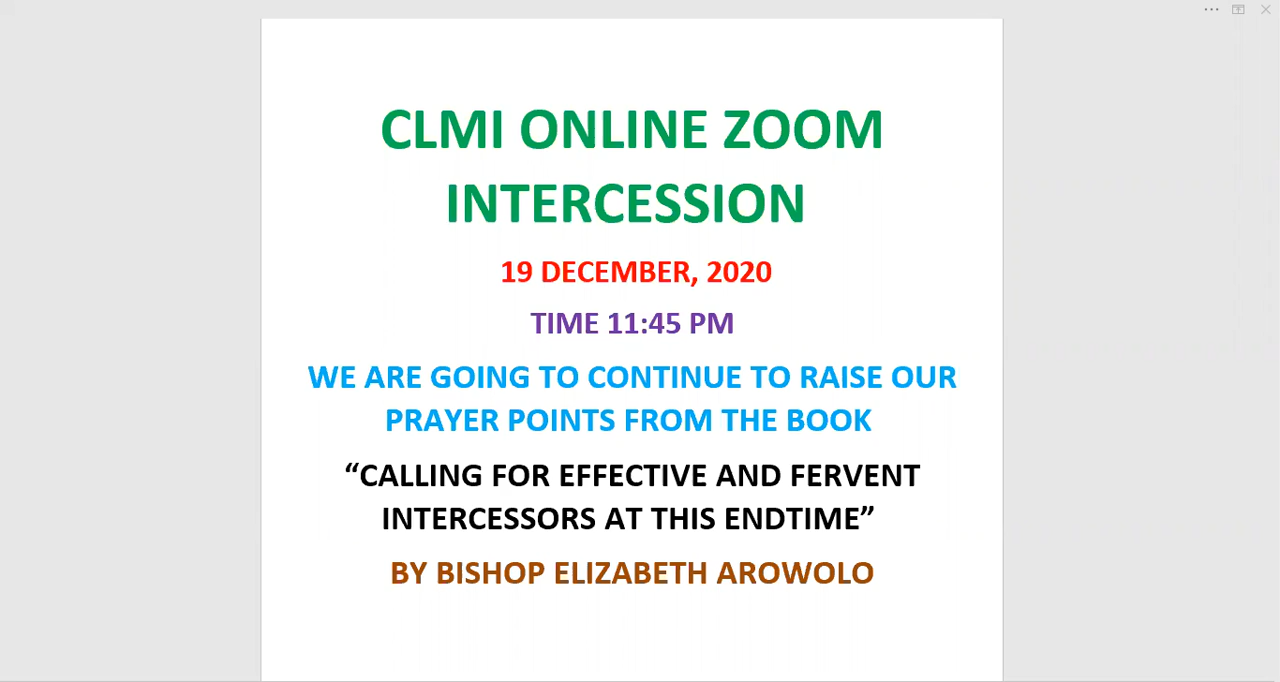 CLMI ONLINE ZOOM
INTERCESSION
19 DECEMBER, 2020
TIME 11:45 PM
WE ARE GOING TO CONTINUE TO RAISE OUR
PRAYER POINTS FROM THE BOOK
“CALLING FOR EFFECTIVE AND FERVENT
INTERCESSORS AT THIS ENDTIME”
BY BISHOP ELIZABETH AROWOLO